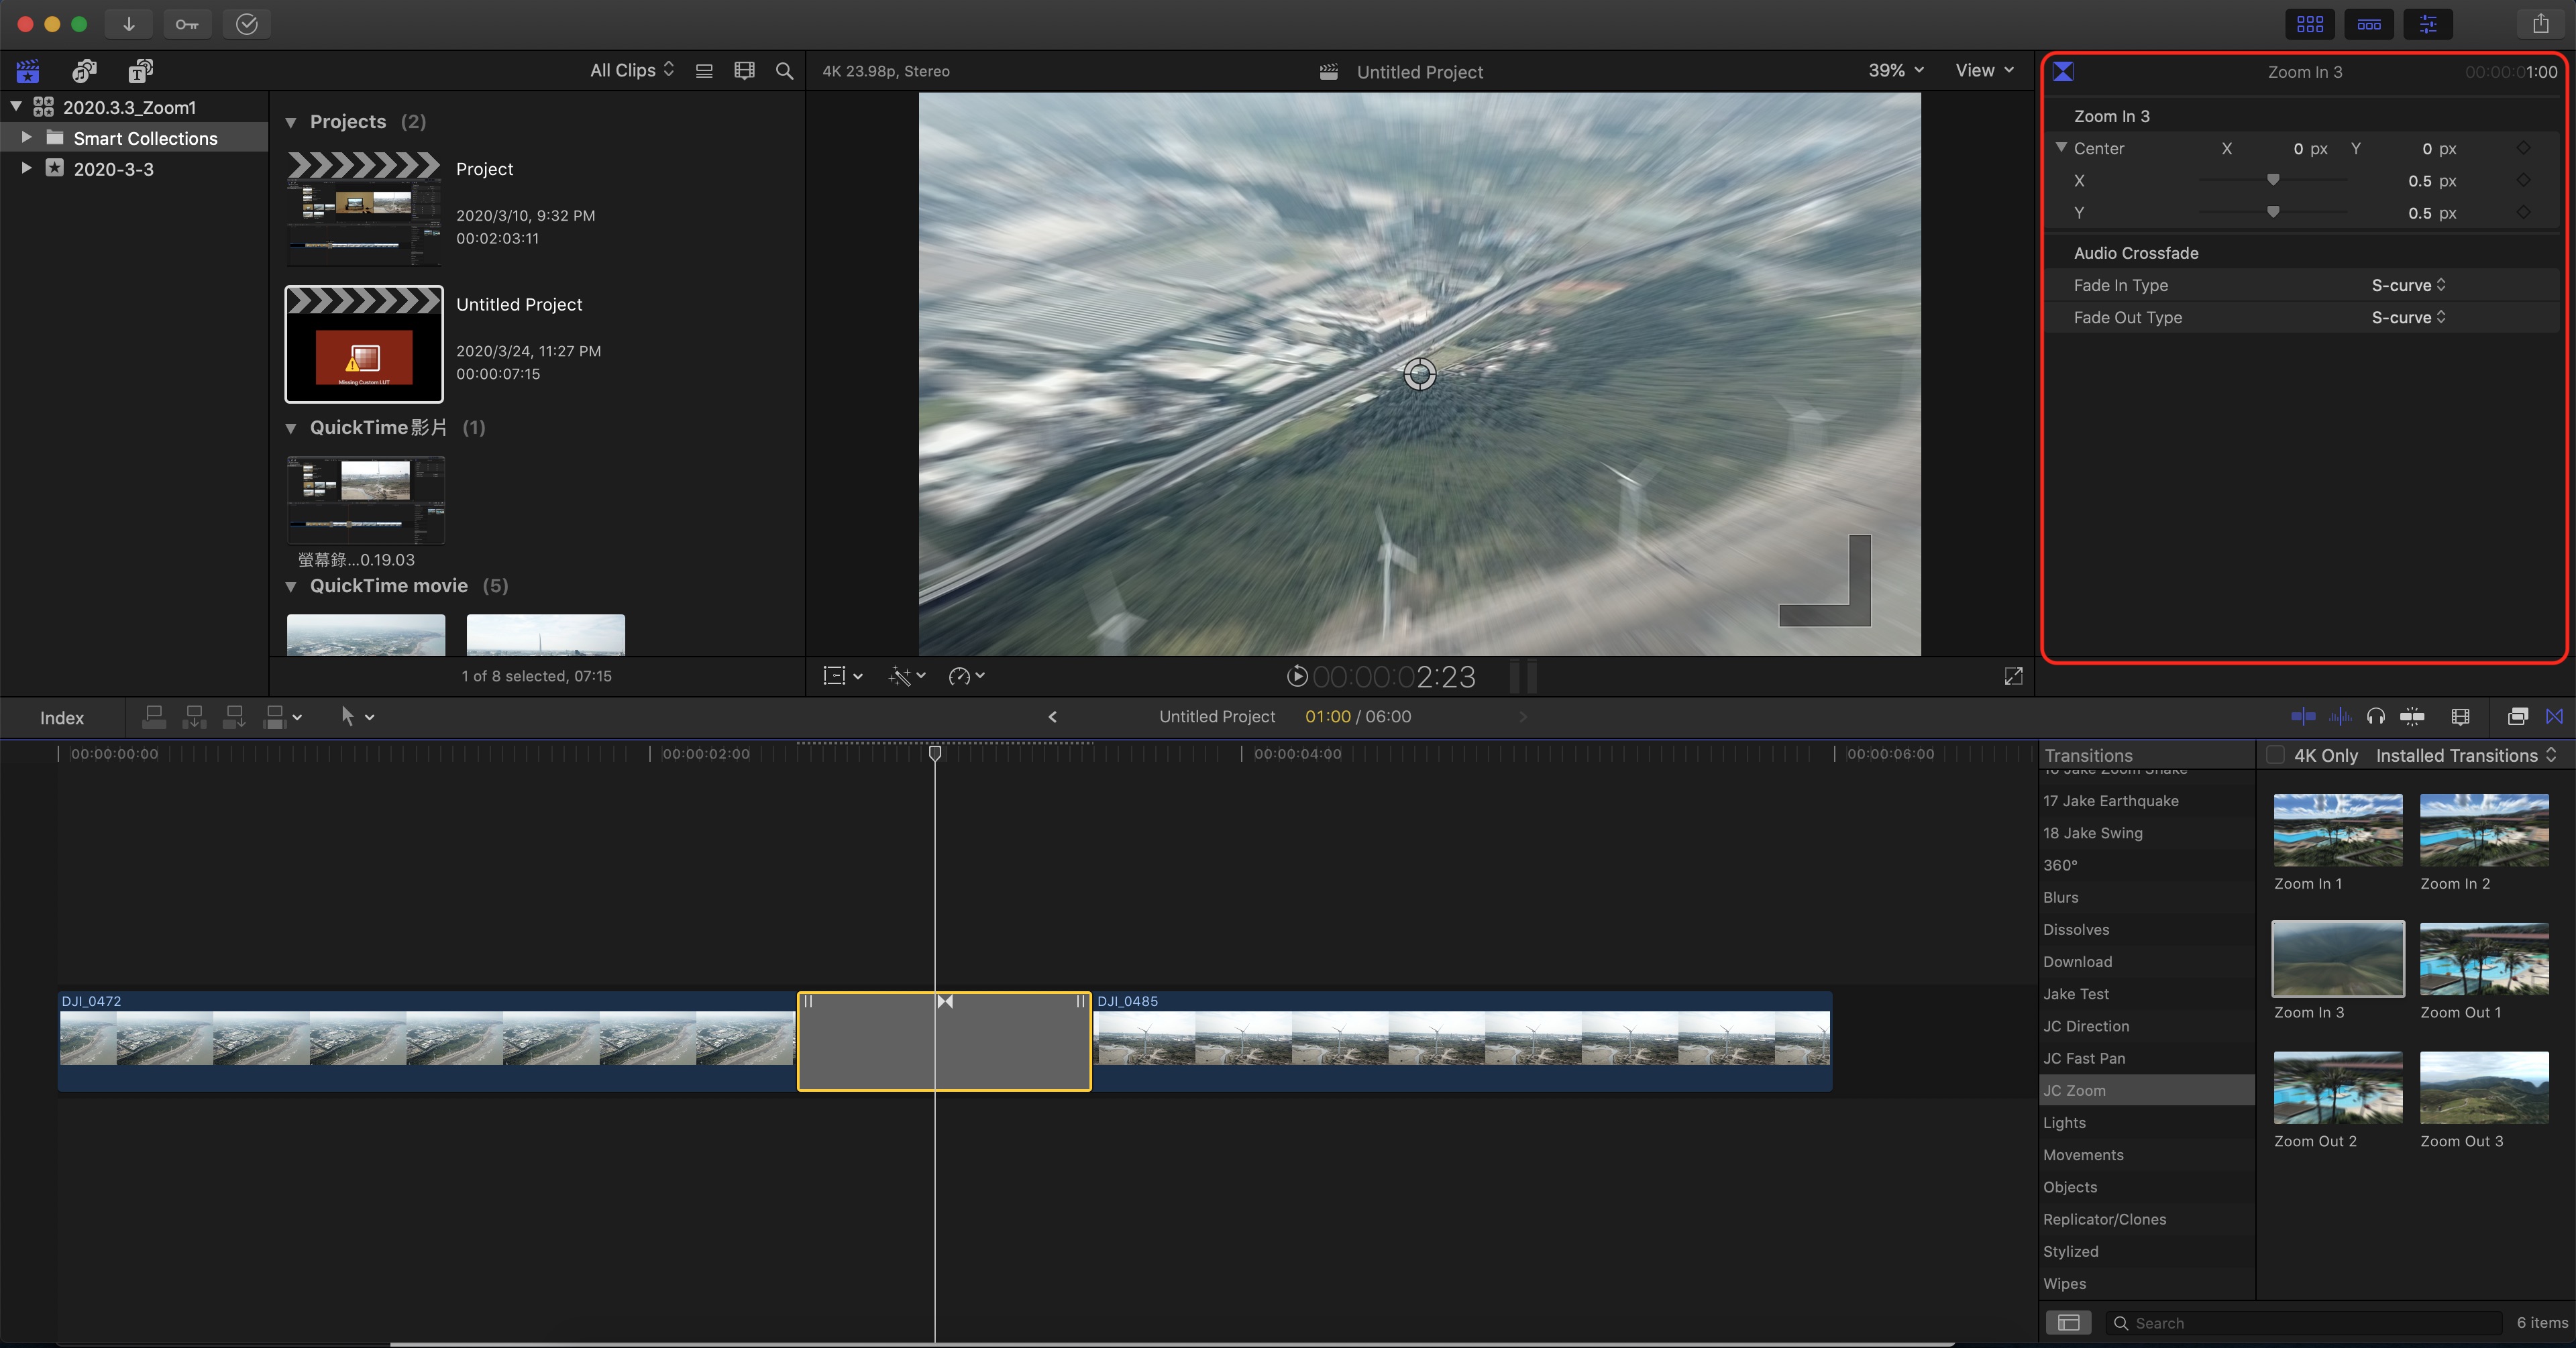 All Clips
4K 23.98p, Stereo
Untitled Project
39%
View
Zoom In 3
00:00:01:00
2020.3.3_Zoom1
Smart Collections
2020-3-3
Projects (2)
Project
2020/3/10, 9:32 PM
00:02:03:11
Untitled Project
2020/3/24, 11:27 PM
00:00:07:15
Missing Custom LUT
QuickTime影片 (1)
螢幕錄...0.19.03
QuickTime movie (5)
1 of 8 selected, 07:15
00:00:02:23
Zoom In 3
Center X 0 px Y 0 px
X 0.5 px
Y 0.5 px
Audio Crossfade
Fade In Type S-curve
Fade Out Type S-curve
Index
Untitled Project 01:00 / 06:00
00:00:00:00
00:00:02:00
00:00:04:00
00:00:06:00
DJI_0472
DJI_0485
Transitions
4K Only
Installed Transitions
16 Jake Zoom Shake
17 Jake Earthquake
18 Jake Swing
360°
Blurs
Dissolves
Download
Jake Test
JC Direction
JC Fast Pan
JC Zoom
Lights
Movements
Objects
Replicator/Clones
Stylized
Wipes
Zoom In 1
Zoom In 2
Zoom In 3
Zoom Out 1
Zoom Out 2
Zoom Out 3
Search
6 items